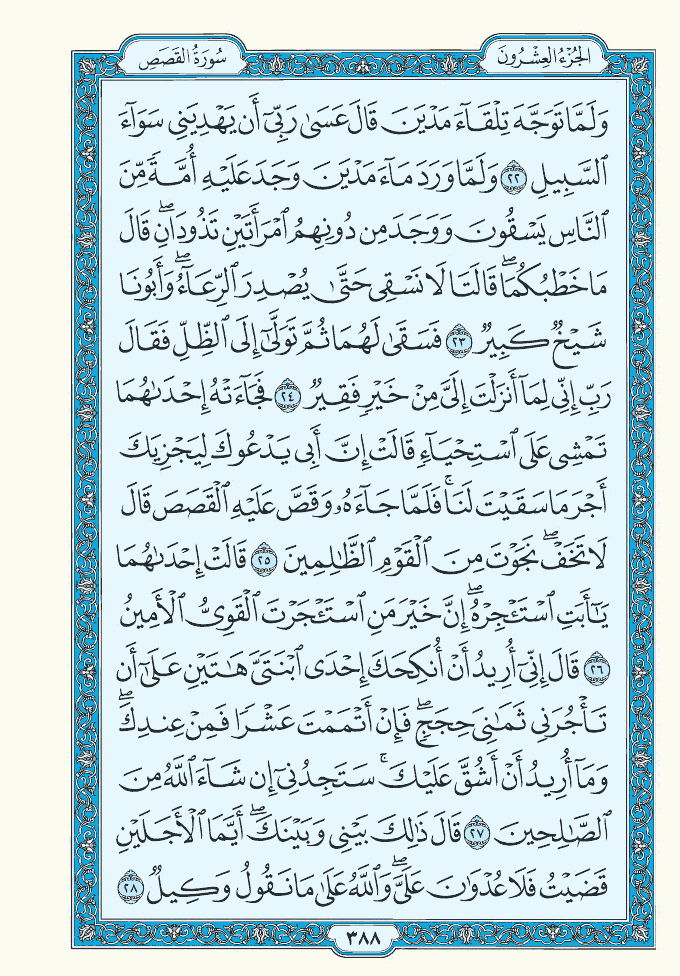 الجُزْءُ العِشْرُونَ
سُورَةُ القَصَصِ
وَلَمَّا تَوَجَّهَ تِلْقَآءَ مَدْيَنَ قَالَ عَسَىٰ رَبِّىٓ أَن يَهْدِيَنِى سَوَآءَ
ٱلسَّبِيلِ ٢٢ وَلَمَّا وَرَدَ مَآءَ مَدْيَنَ وَجَدَ عَلَيْهِ أُمَّةً مِّنَ
ٱلنَّاسِ يَسْقُونَ وَوَجَدَ مِن دُونِهِمُ ٱمْرَأَتَيْنِ تَذُودَانِۖ قَالَ
مَا خَطْبُكُمَاۖ قَالَتَا لَا نَسْقِى حَتَّىٰ يُصْدِرَ ٱلرِّعَآءُۖ وَأَبُونَا
شَيْخٌ كَبِيرٌ ٢٣ فَسَقَىٰ لَهُمَا ثُمَّ تَوَلَّىٰٓ إِلَى ٱلظِّلِّ فَقَالَ
رَبِّ إِنِّى لِمَآ أَنزَلْتَ إِلَىَّ مِنْ خَيْرٍ فَقِيرٌ ٢٤ فَجَآءَتْهُ إِحْدَىٰهُمَا
تَمْشِى عَلَى ٱسْتِحْيَآءٍ قَالَتْ إِنَّ أَبِى يَدْعُوكَ لِيَجْزِيَكَ
أَجْرَ مَا سَقَيْتَ لَنَاۚ فَلَمَّا جَآءَهُۥ وَقَصَّ عَلَيْهِ ٱلْقَصَصَ قَالَ
لَا تَخَفْۖ نَجَوْتَ مِنَ ٱلْقَوْمِ ٱلظَّٰلِمِينَ ٢٥ قَالَتْ إِحْدَىٰهُمَا
يَٰٓأَبَتِ ٱسْتَـْٔجِرْهُۖ إِنَّ خَيْرَ مَنِ ٱسْتَـْٔجَرْتَ ٱلْقَوِىُّ ٱلْأَمِينُ
٢٦ قَالَ إِنِّىٓ أُرِيدُ أَنْ أُنكِحَكَ إِحْدَى ٱبْنَتَىَّ هَٰتَيْنِ عَلَىٰٓ أَن
تَأْجُرَنِى ثَمَٰنِىَ حِجَجٍۖ فَإِنْ أَتْمَمْتَ عَشْرًا فَمِنْ عِندِكَۖ
وَمَآ أُرِيدُ أَنْ أَشُقَّ عَلَيْكَۚ سَتَجِدُنِىٓ إِن شَآءَ ٱللَّهُ مِنَ
ٱلصَّٰلِحِينَ ٢٧ قَالَ ذَٰلِكَ بَيْنِى وَبَيْنَكَۖ أَيَّمَا ٱلْأَجَلَيْنِ
قَضَيْتُ فَلَا عُدْوَٰنَ عَلَىَّۖ وَٱللَّهُ عَلَىٰ مَا نَقُولُ وَكِيلٌ ٢٨
٣٨٨